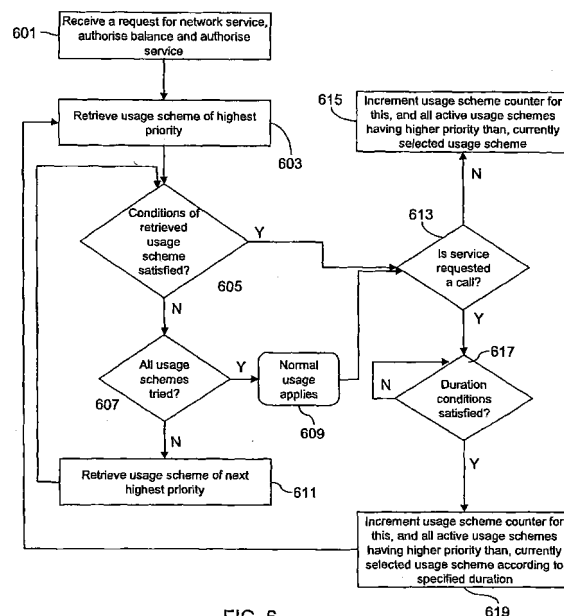 Receive a request for network service,
authorise balance and authorise
service
601
Retrieve usage scheme of highest
priority
603
Conditions of
retrieved
usage
scheme
satisfied?
605
Y
N
All usage
schemes
tried?
607
Y
N
Normal
usage
applies
609
Retrieve usage scheme of next
highest priority
611
615
Increment usage scheme counter for
this, and all active usage schemes
having higher priority than, currently
selected usage scheme
N
613
Is service
requested
a call?
Y
617
N
Duration
conditions
satisfied?
Y
Increment usage scheme counter for
this, and all active usage schemes
having higher priority than, currently
selected usage scheme according to
specified duration
619